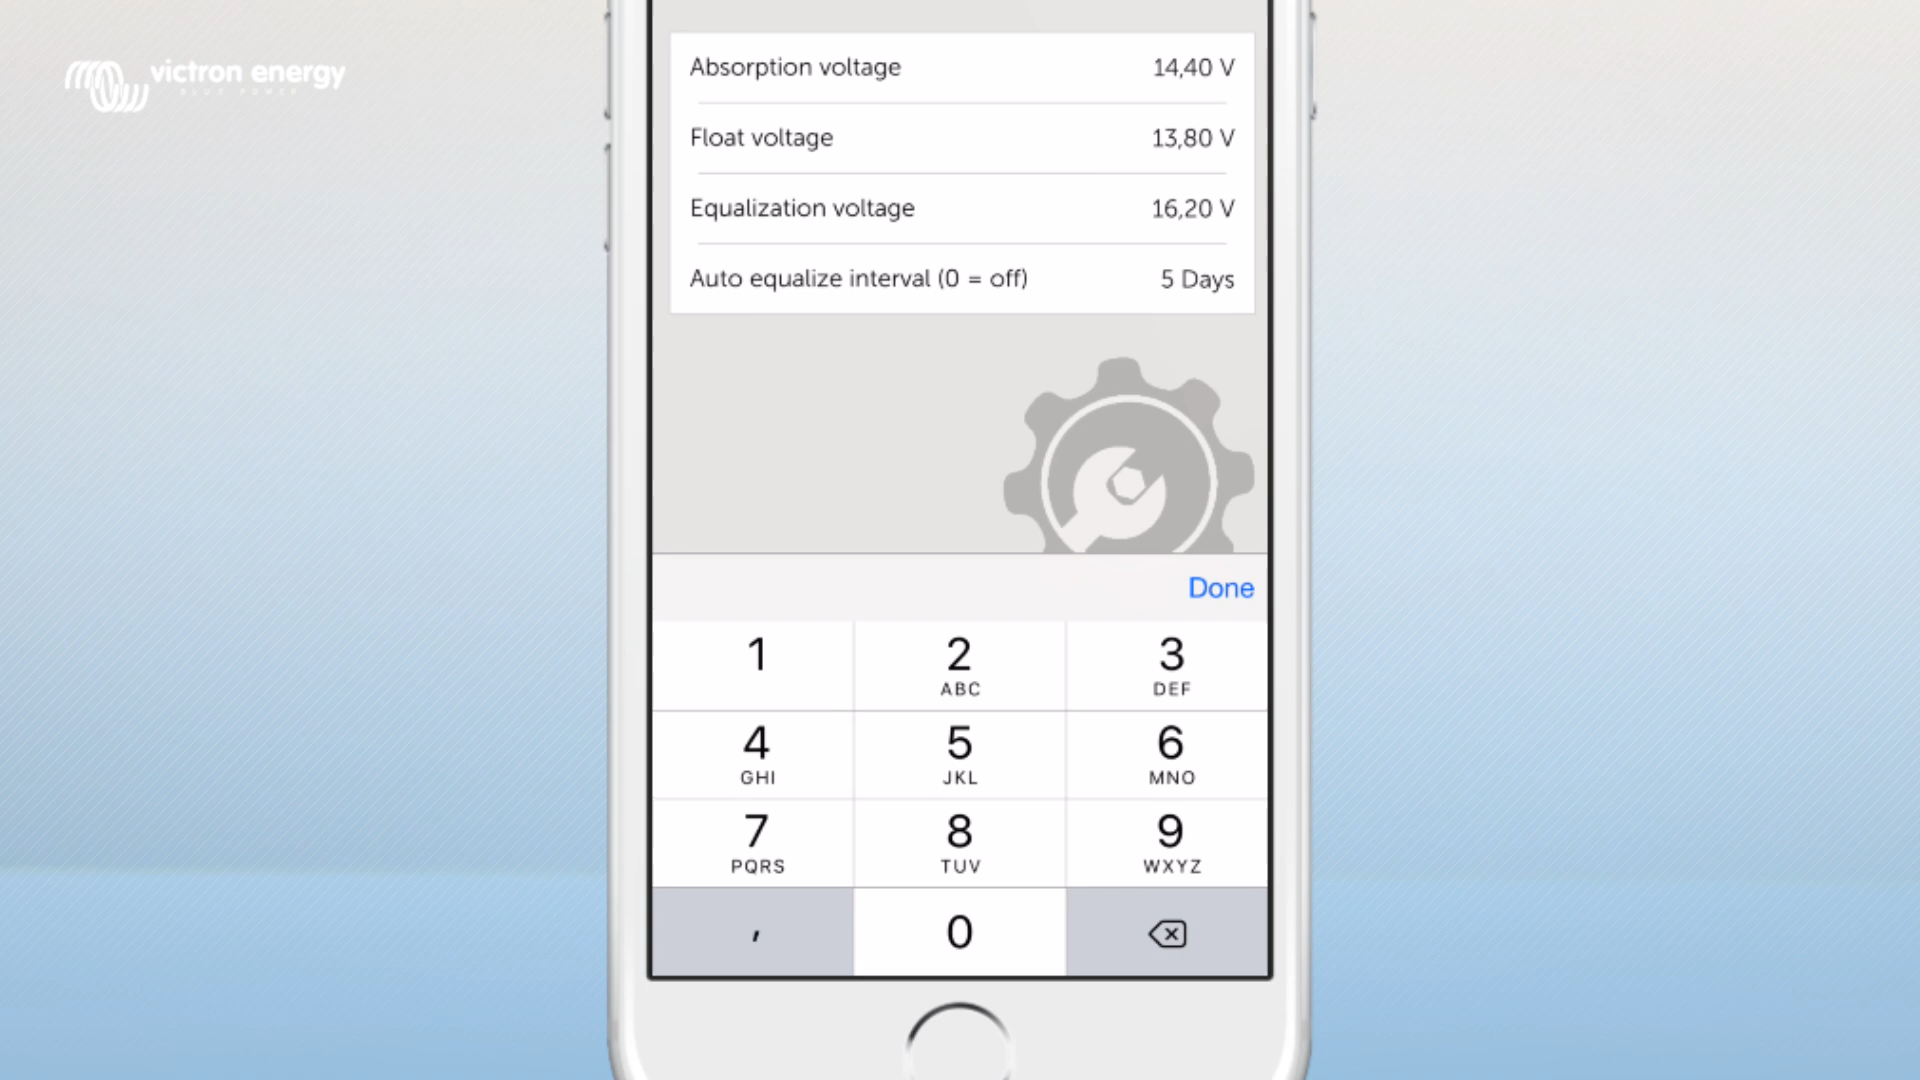 victron energy
BLUE POWER
Absorption voltage 14,40 V
Float voltage 13,80 V
Equalization voltage 16,20 V
Auto equalize interval (0 = off) 5 Days
Done
1 2 3
ABC DEF
4 5 6
GHI JKL MNO
7 8 9
PQRS TUV WXYZ
, 0